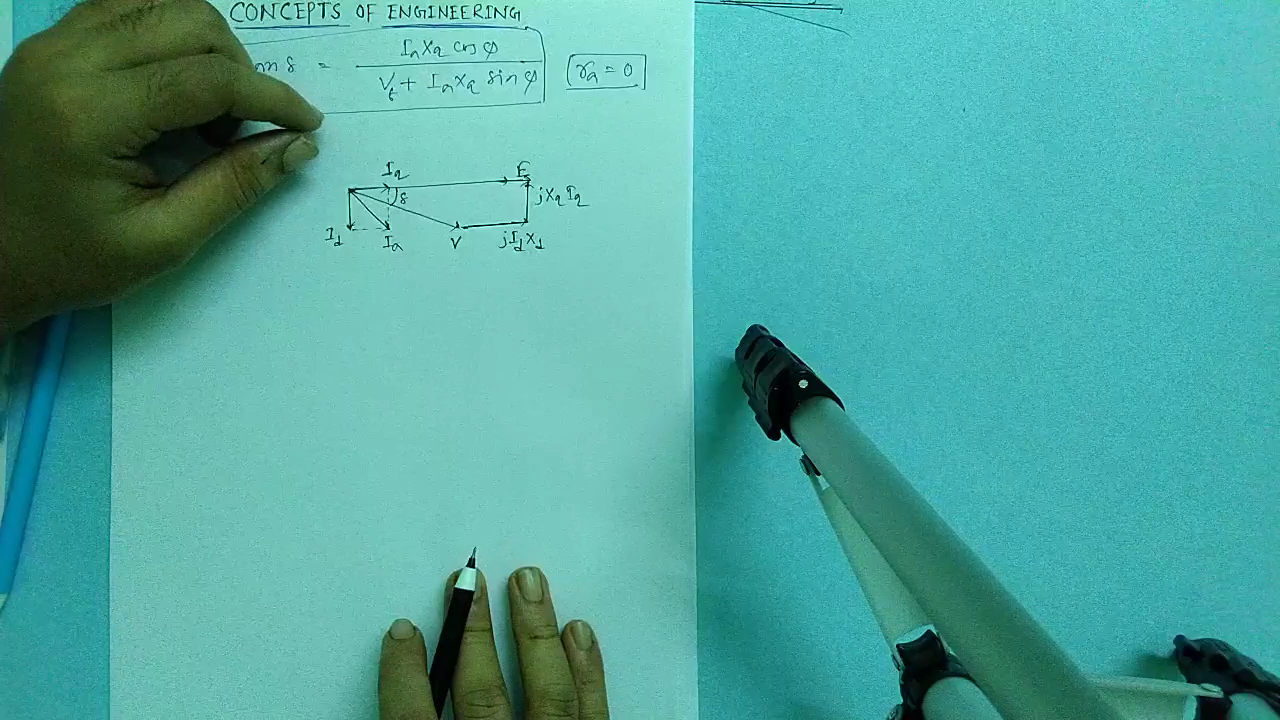 CONCEPTS OF ENGINEERING
δ = Iₐ Xq cos φ
Vt + Iₐ Xq sin φ
rₐ = 0
Iq
δ
jXq Iq
Id
Iₐ
V
jId Xd